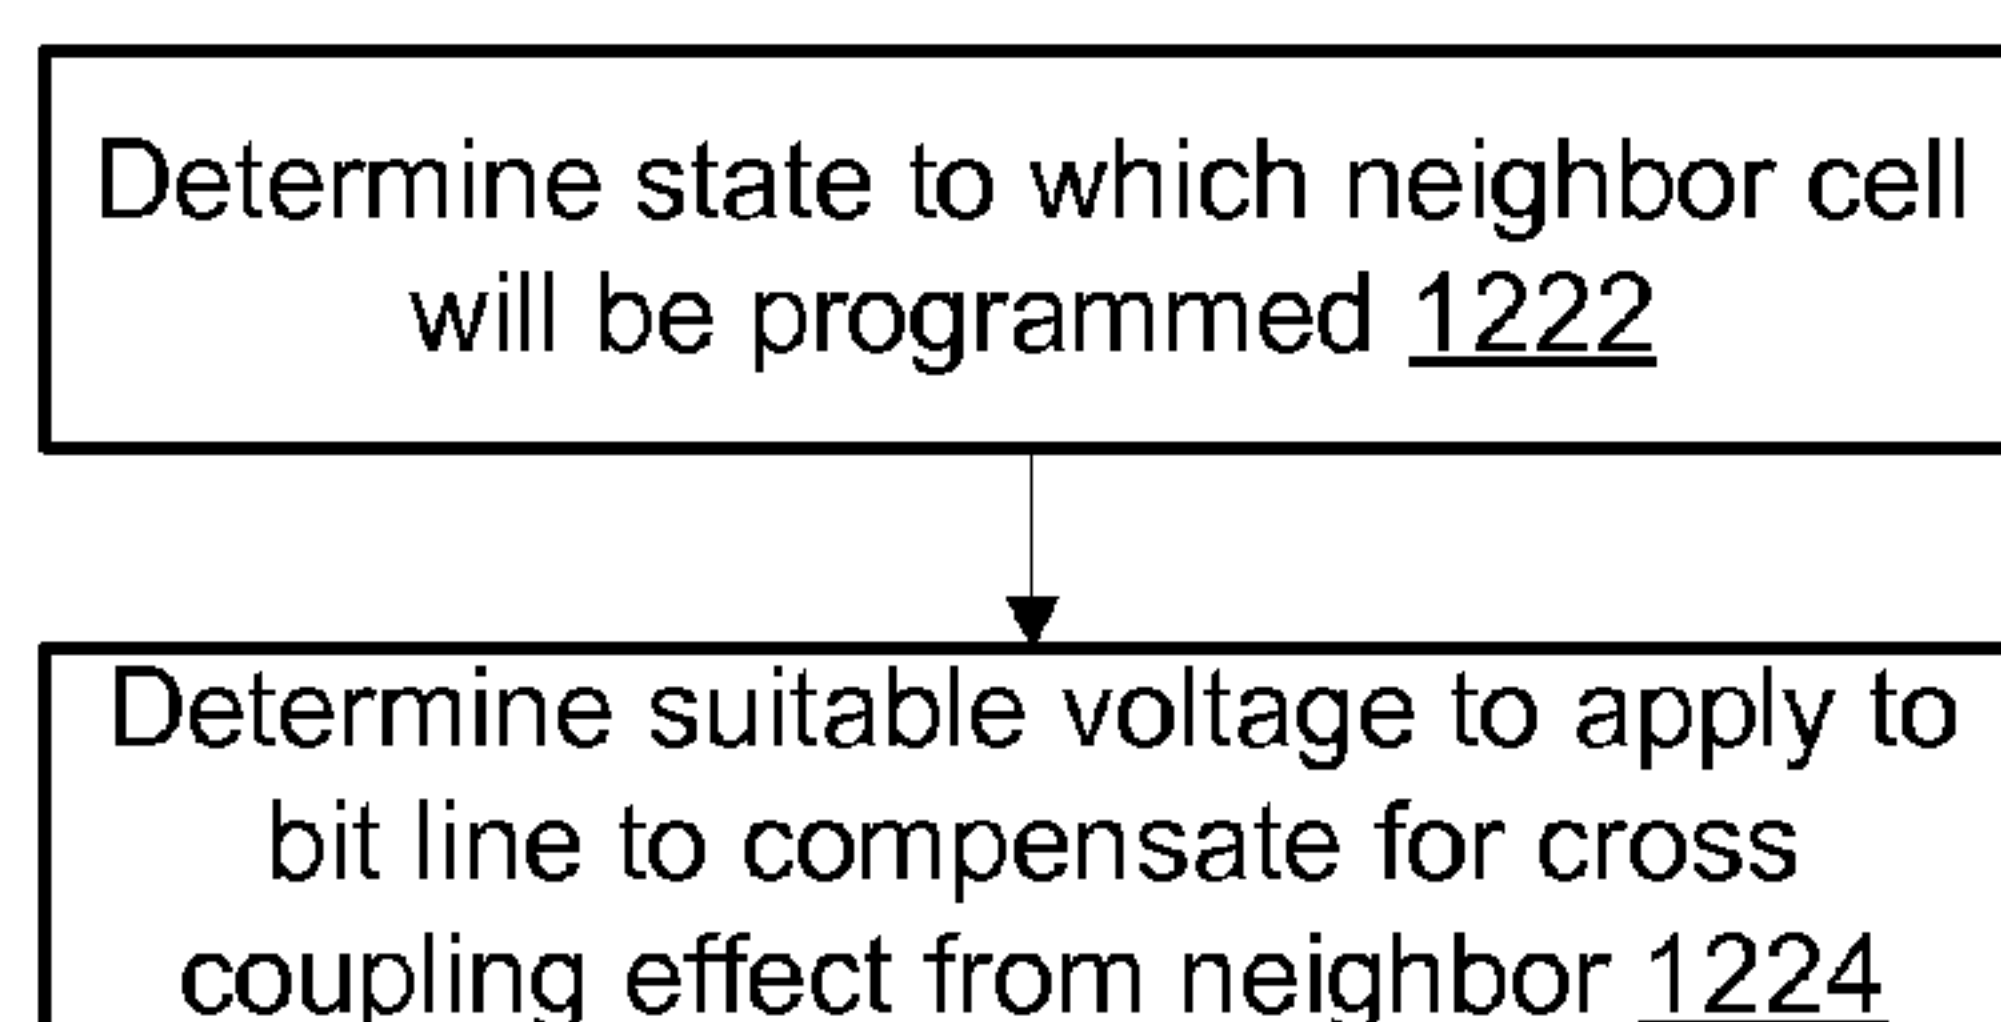 Determine state to which neighbor cell
will be programmed 1222
Determine suitable voltage to apply to
bit line to compensate for cross
coupling effect from neighbor 1224